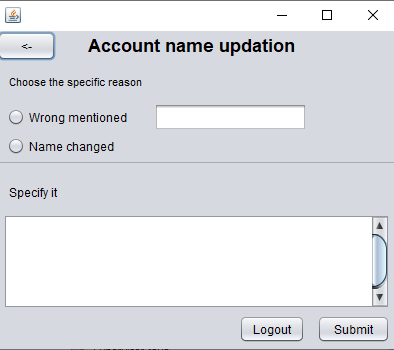 <-
Account name updation
Choose the specific reason
Wrong mentioned
Name changed
Specify it
Logout
Submit